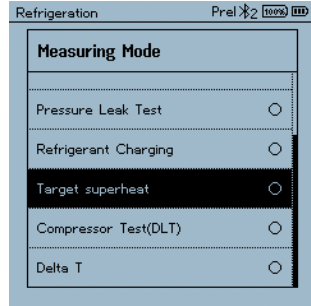 Refrigeration Prel 2 100%
Measuring Mode
Pressure Leak Test
Refrigerant Charging
Target superheat
Compressor Test(DLT)
Delta T